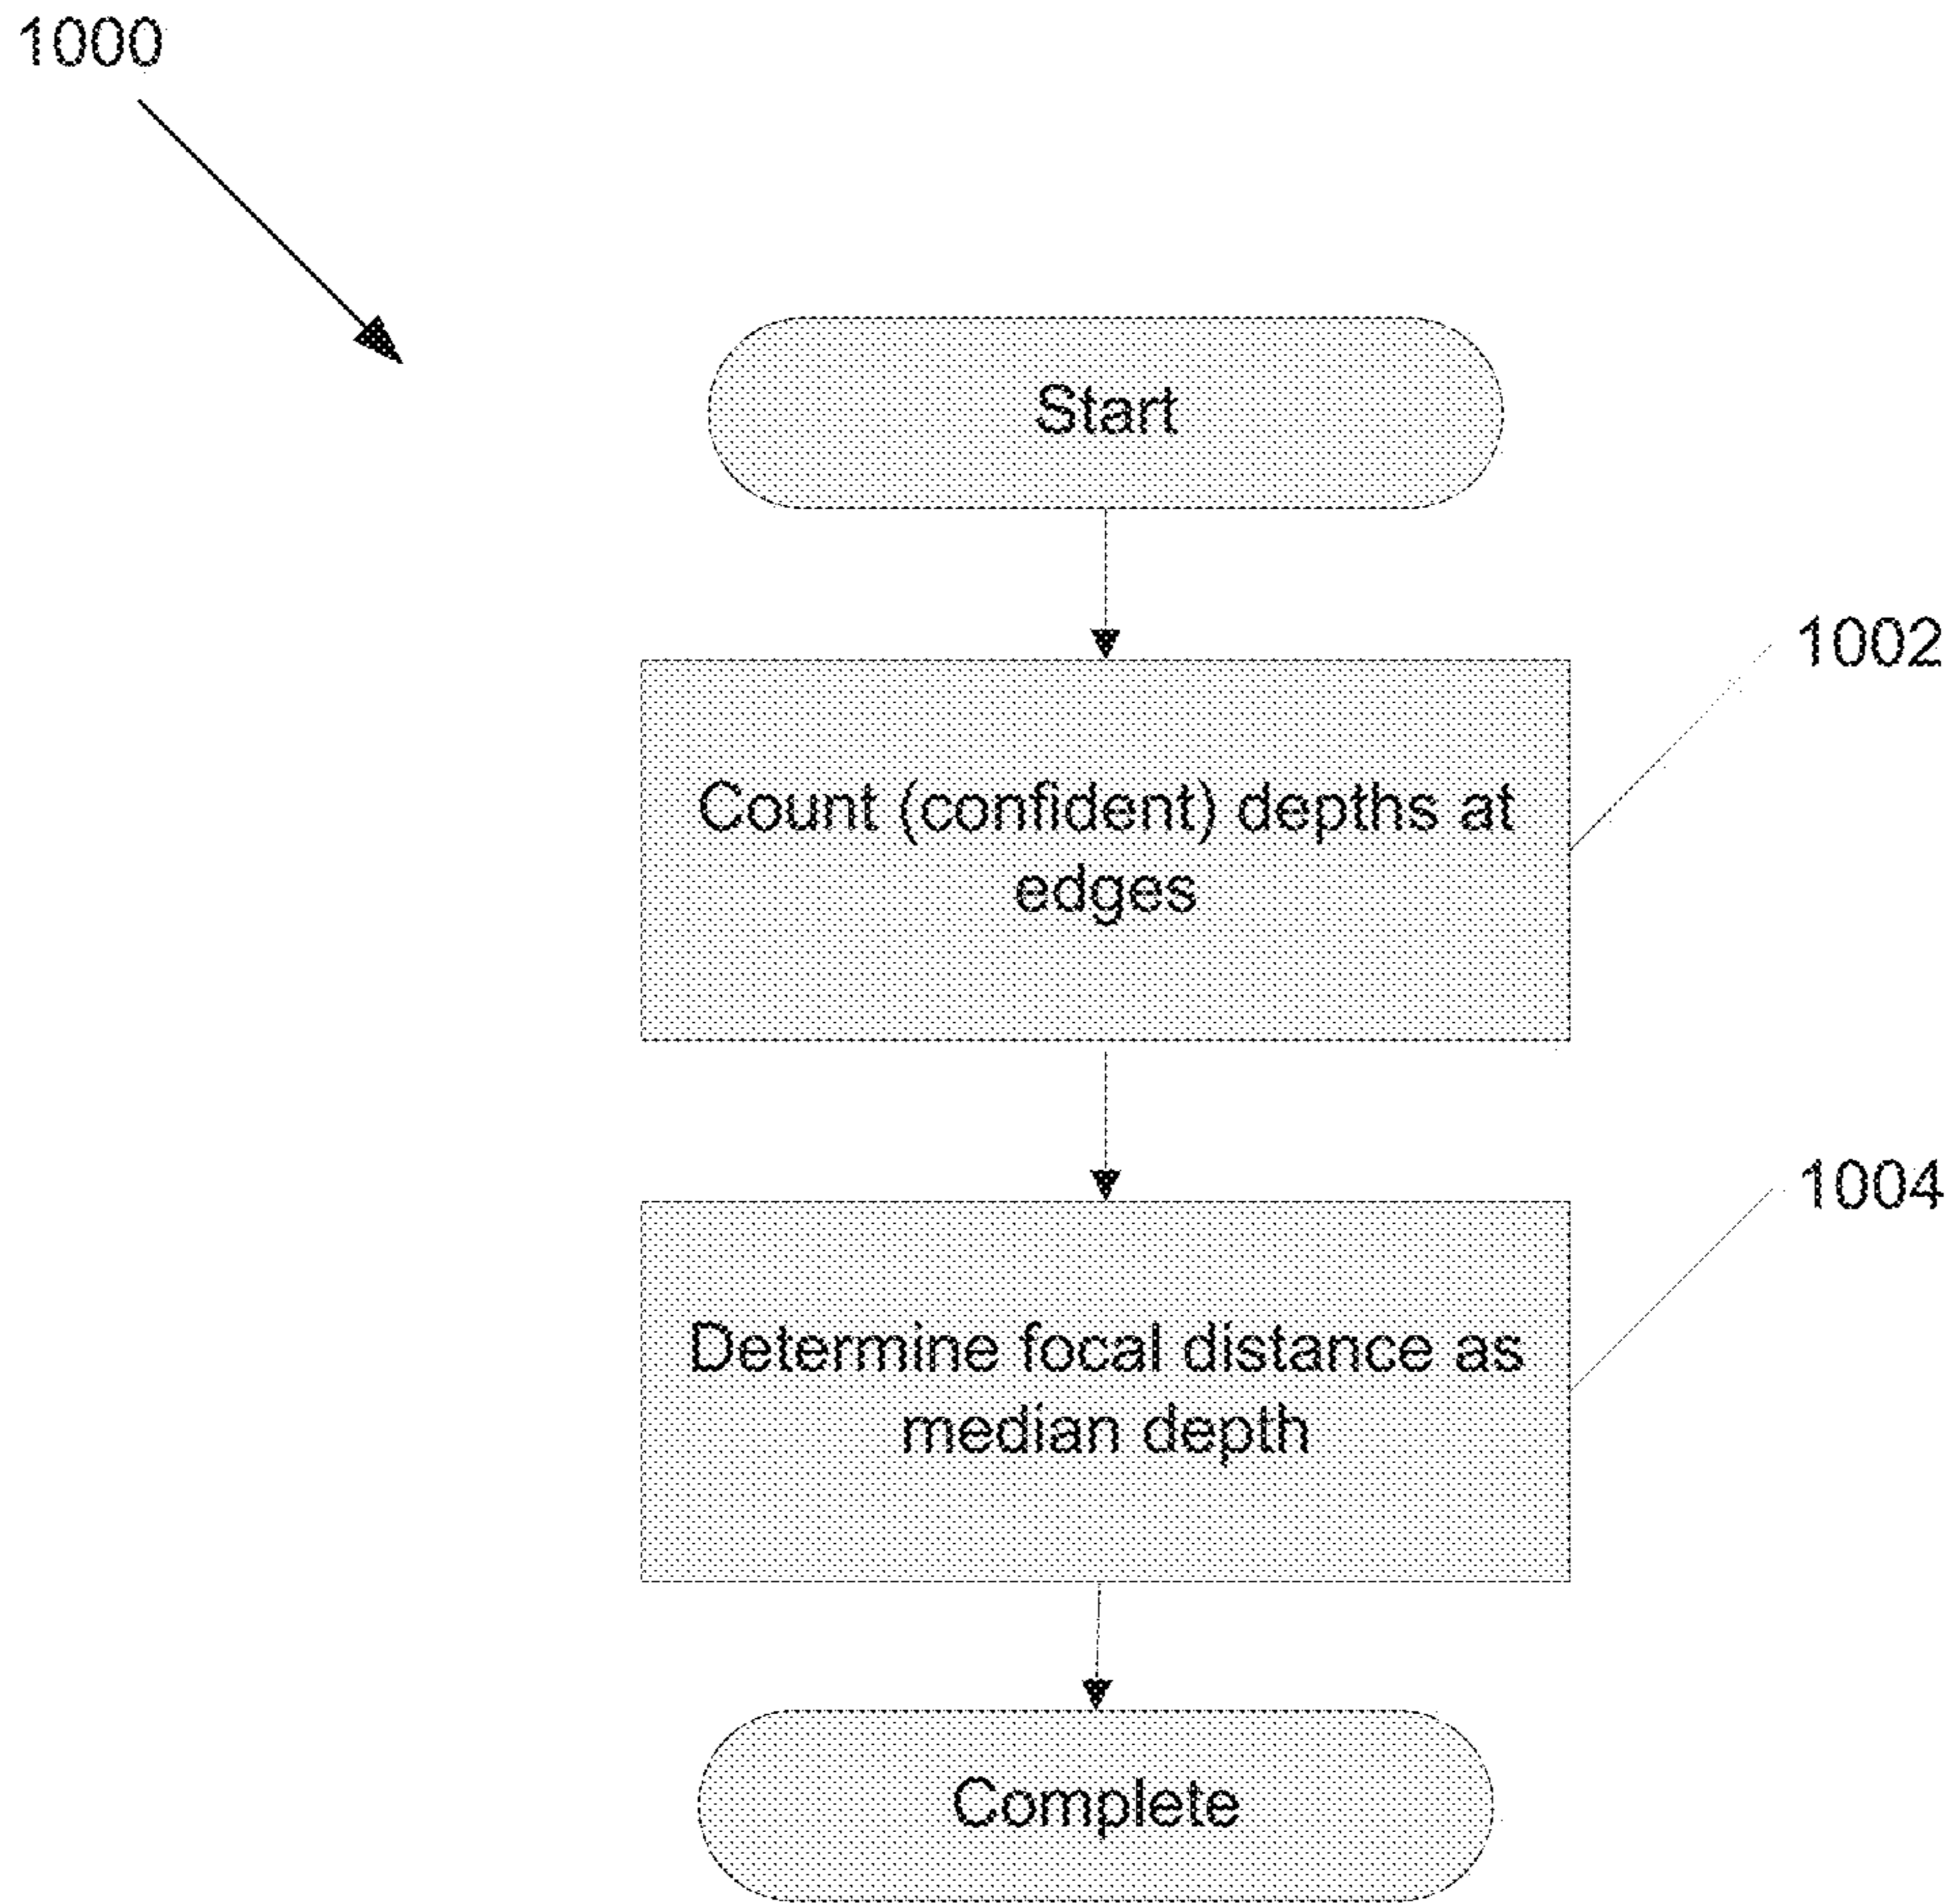 1000
Start
1002
Count (confident) depths at
edges
1004
Determine focal distance as
median depth
Complete